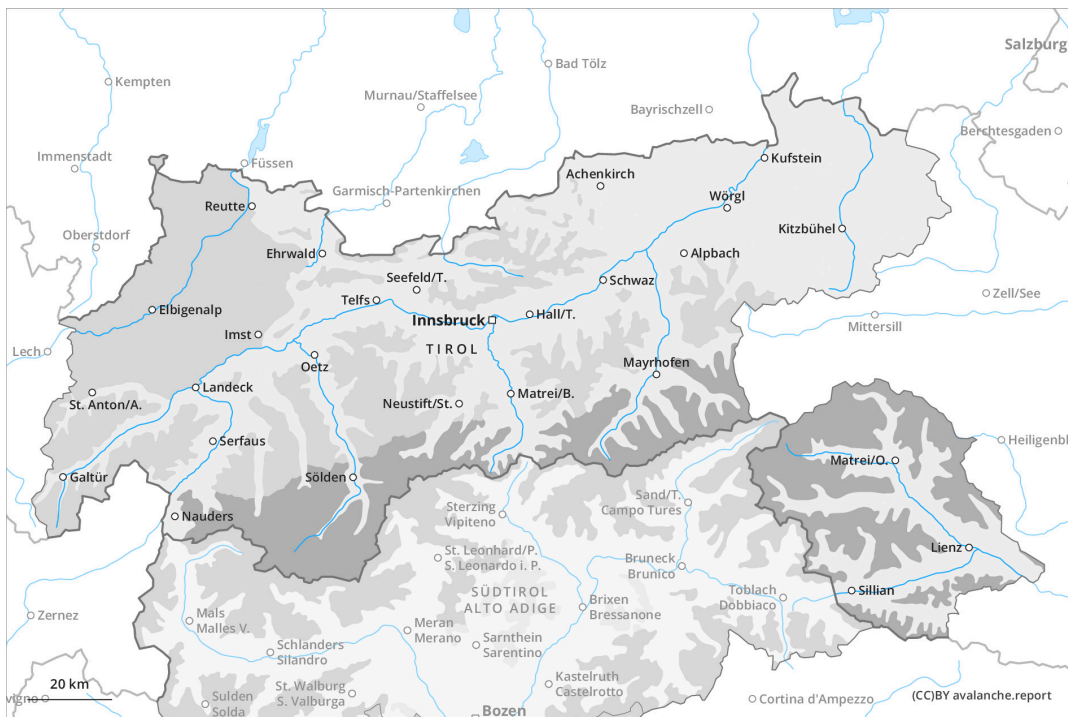 Salzburg
Kempten
Bad Tölz
Murnau/Staffelsee
Bayrischzell
Berchtesgaden
Immenstadt
Füssen
Kufstein
Achenkirch
Garmisch-Partenkirchen
Wörgl
Reutte
Oberstdorf
Ehrwald
Kitzbühel
Alpbach
Seefeld/T.
Schwaz
Zell/See
Telfs
Elbigenalp
Innsbruck
Hall/T.
Mittersill
Imst
TIROL
Lech
Oetz
Mayrhofen
Landeck
St. Anton/A.
Neustift/St.
Matrei/B.
Serfaus
Heiligenbl
Matrei/O.
Galtür
Sölden
Sand/T.
Campo Tures
Sterzing
Vipiteno
Nauders
Lienz
St. Leonhard/P.
S. Leonardo i. P.
Bruneck
Brunico
SÜDTIROL
ALTO ADIGE
Sillian
Toblach
Dobbiaco
Brixen
Bressanone
Zernez
Mals
Malles V.
Meran
Merano
Sarnthein
Sarentino
Schlanders
Silandro
20 km
Kastelruth
Castelrotto
St. Walburg
S. Valburga
Sulden
Solda
vigno
Cortina d'Ampezzo
(CC)BY avalanche.report
Bozen